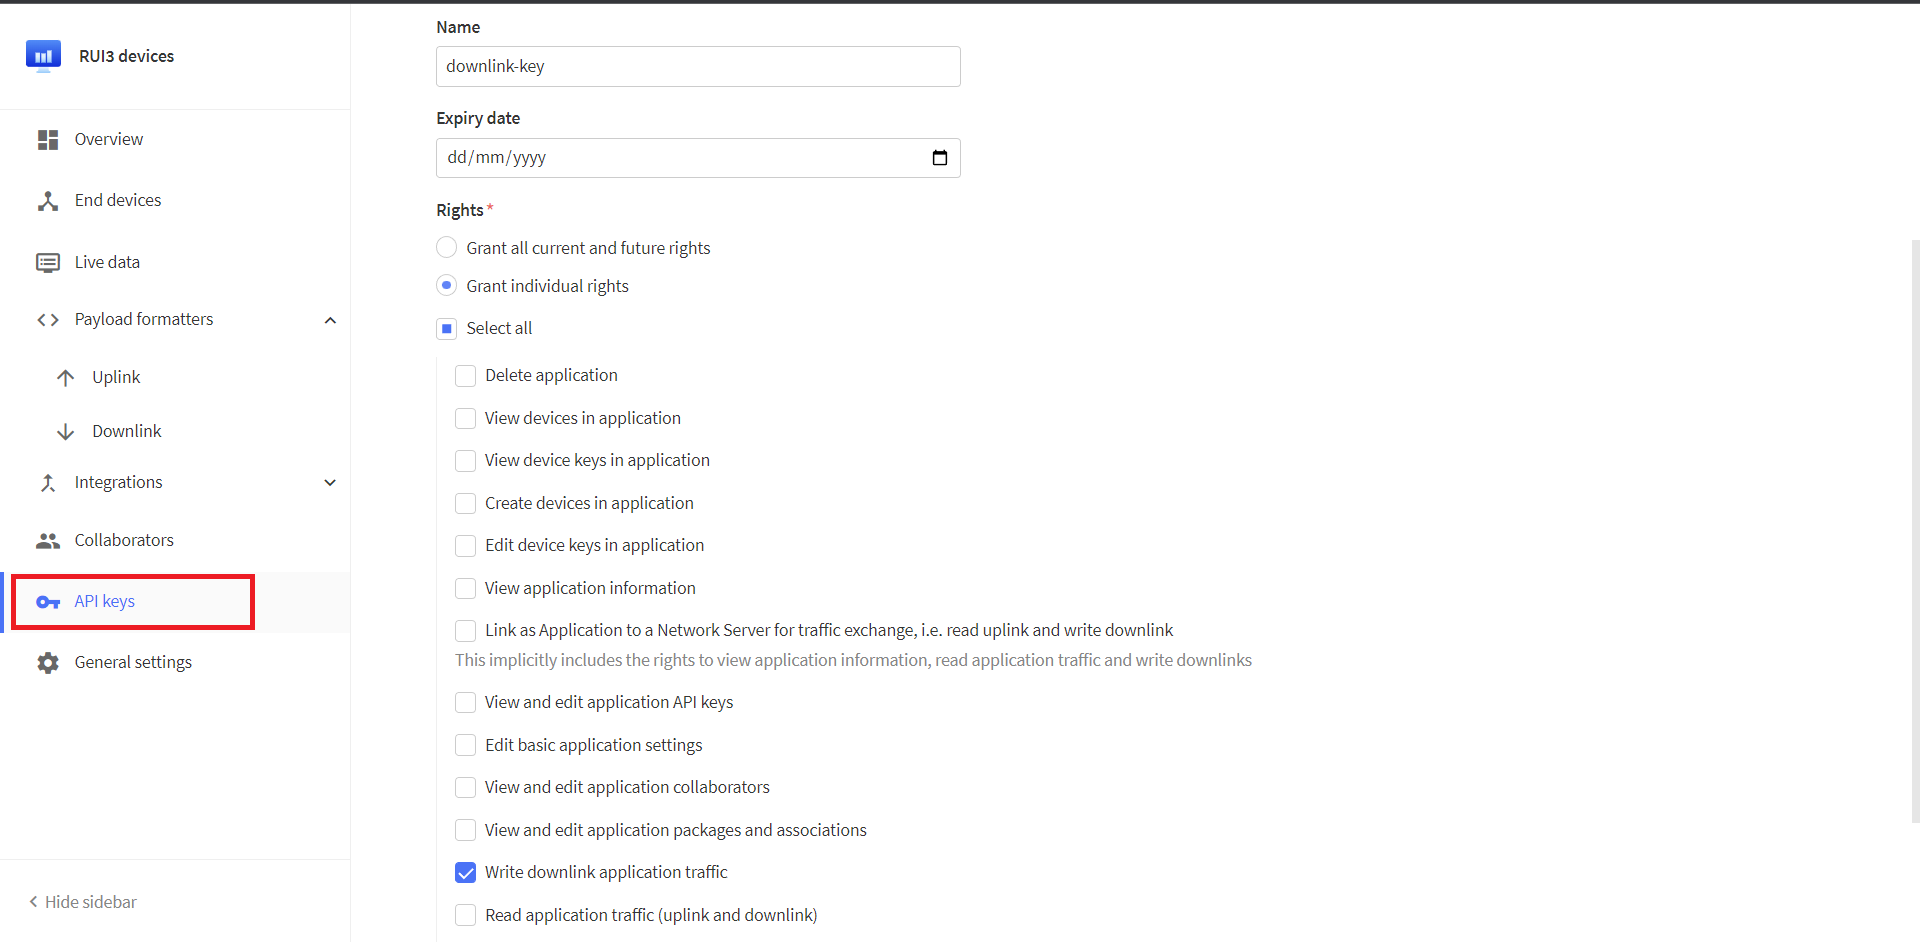 RUI3 devices
Overview
End devices
Live data
Payload formatters
Uplink
Downlink
Integrations
Collaborators
API keys
General settings
Hide sidebar
Name
downlink-key
Expiry date
dd/mm/yyyy
Rights*
Grant all current and future rights
Grant individual rights
Select all
Delete application
View devices in application
View device keys in application
Create devices in application
Edit device keys in application
View application information
Link as Application to a Network Server for traffic exchange, i.e. read uplink and write downlink
This implicitly includes the rights to view application information, read application traffic and write downlinks
View and edit application API keys
Edit basic application settings
View and edit application collaborators
View and edit application packages and associations
Write downlink application traffic
Read application traffic (uplink and downlink)